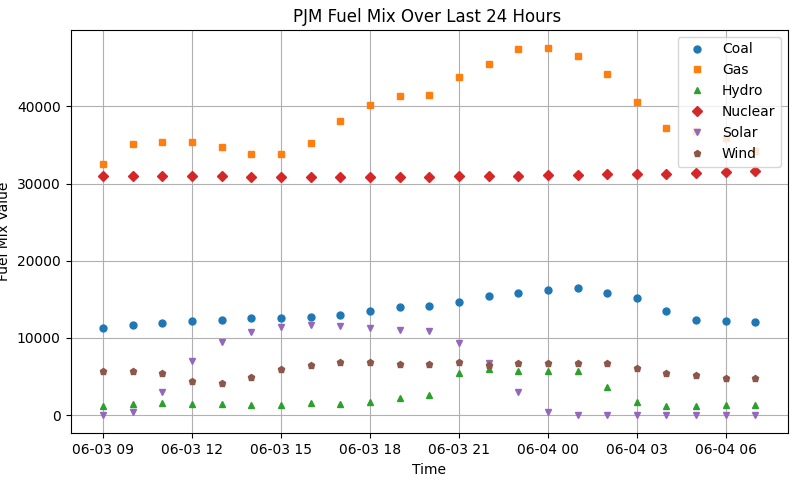 PJM Fuel Mix Over Last 24 Hours
Coal
Gas
Hydro
Nuclear
Solar
Wind
40000
30000
20000
10000
0
Fuel Mix Value
06-03 09 06-03 12 06-03 15 06-03 18 06-03 21 06-04 00 06-04 03 06-04 06
Time